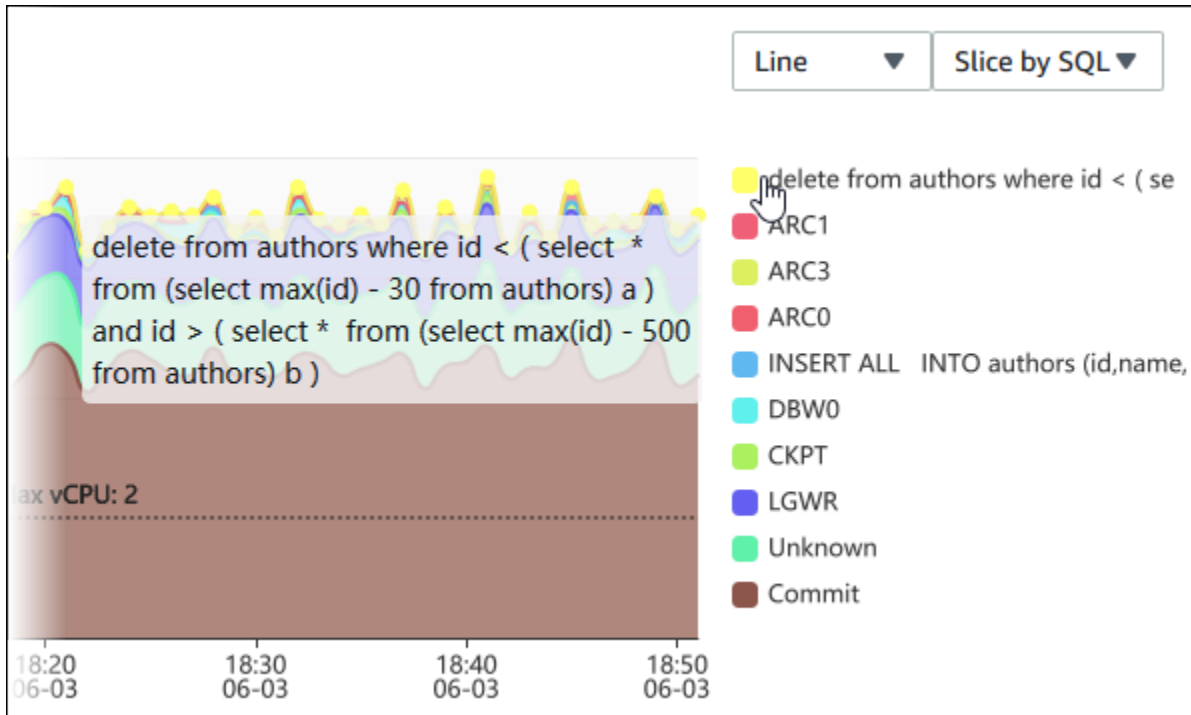 Line
Slice by SQL
delete from authors where id < ( se
ARC1
ARC3
ARC0
INSERT ALL   INTO authors (id,name,
DBW0
CKPT
LGWR
Unknown
Commit
delete from authors where id < ( select  *
from (select max(id) - 30 from authors) a )
and id > ( select *  from (select max(id) - 500
from authors) b )
ax vCPU: 2
18:20 18:30 18:40 18:50
06-03 06-03 06-03 06-03